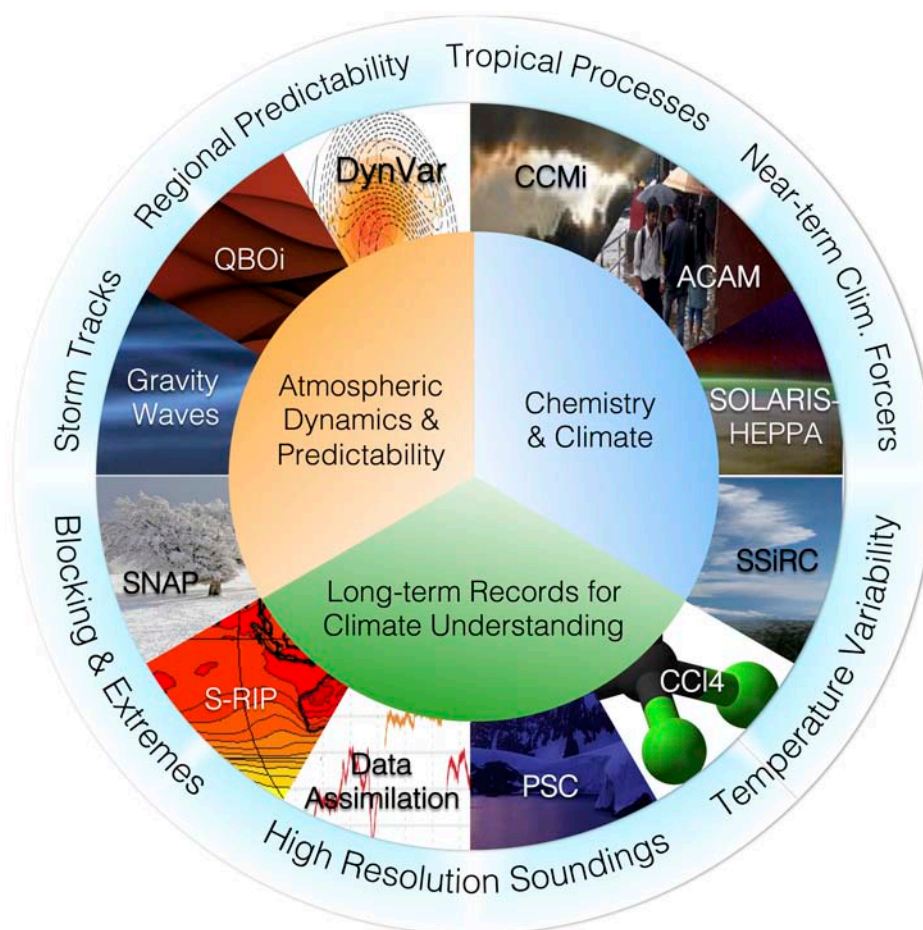 Regional Predictability
Tropical Processes
Near-term Clim. Forcers
Temperature Variability
High Resolution Soundings
Blocking & Extremes
Storm Tracks
DynVar
CCMi
ACAM
SOLARIS-
HEPPA
SSiRC
CCl4
PSC
Data
Assimilation
S-RIP
SNAP
Gravity
Waves
QBOi
Atmospheric
Dynamics &
Predictability
Chemistry
& Climate
Long-term Records for
Climate Understanding